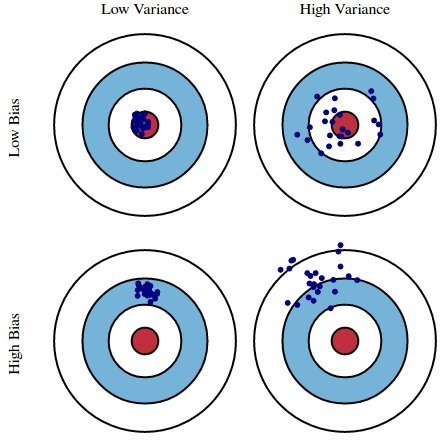 Low Variance
High Variance
Low Bias
High Bias